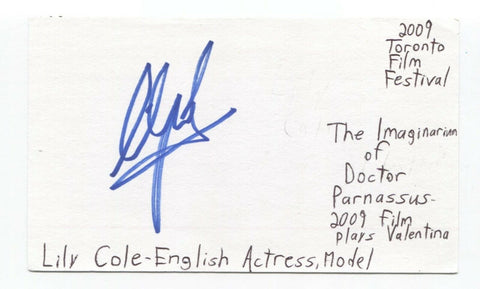 2009
Toronto
Film
Festival
The Imaginarium
of
Doctor
Parnassus-
2009 Film
plays Valentina
Lily Cole-English Actress, Model